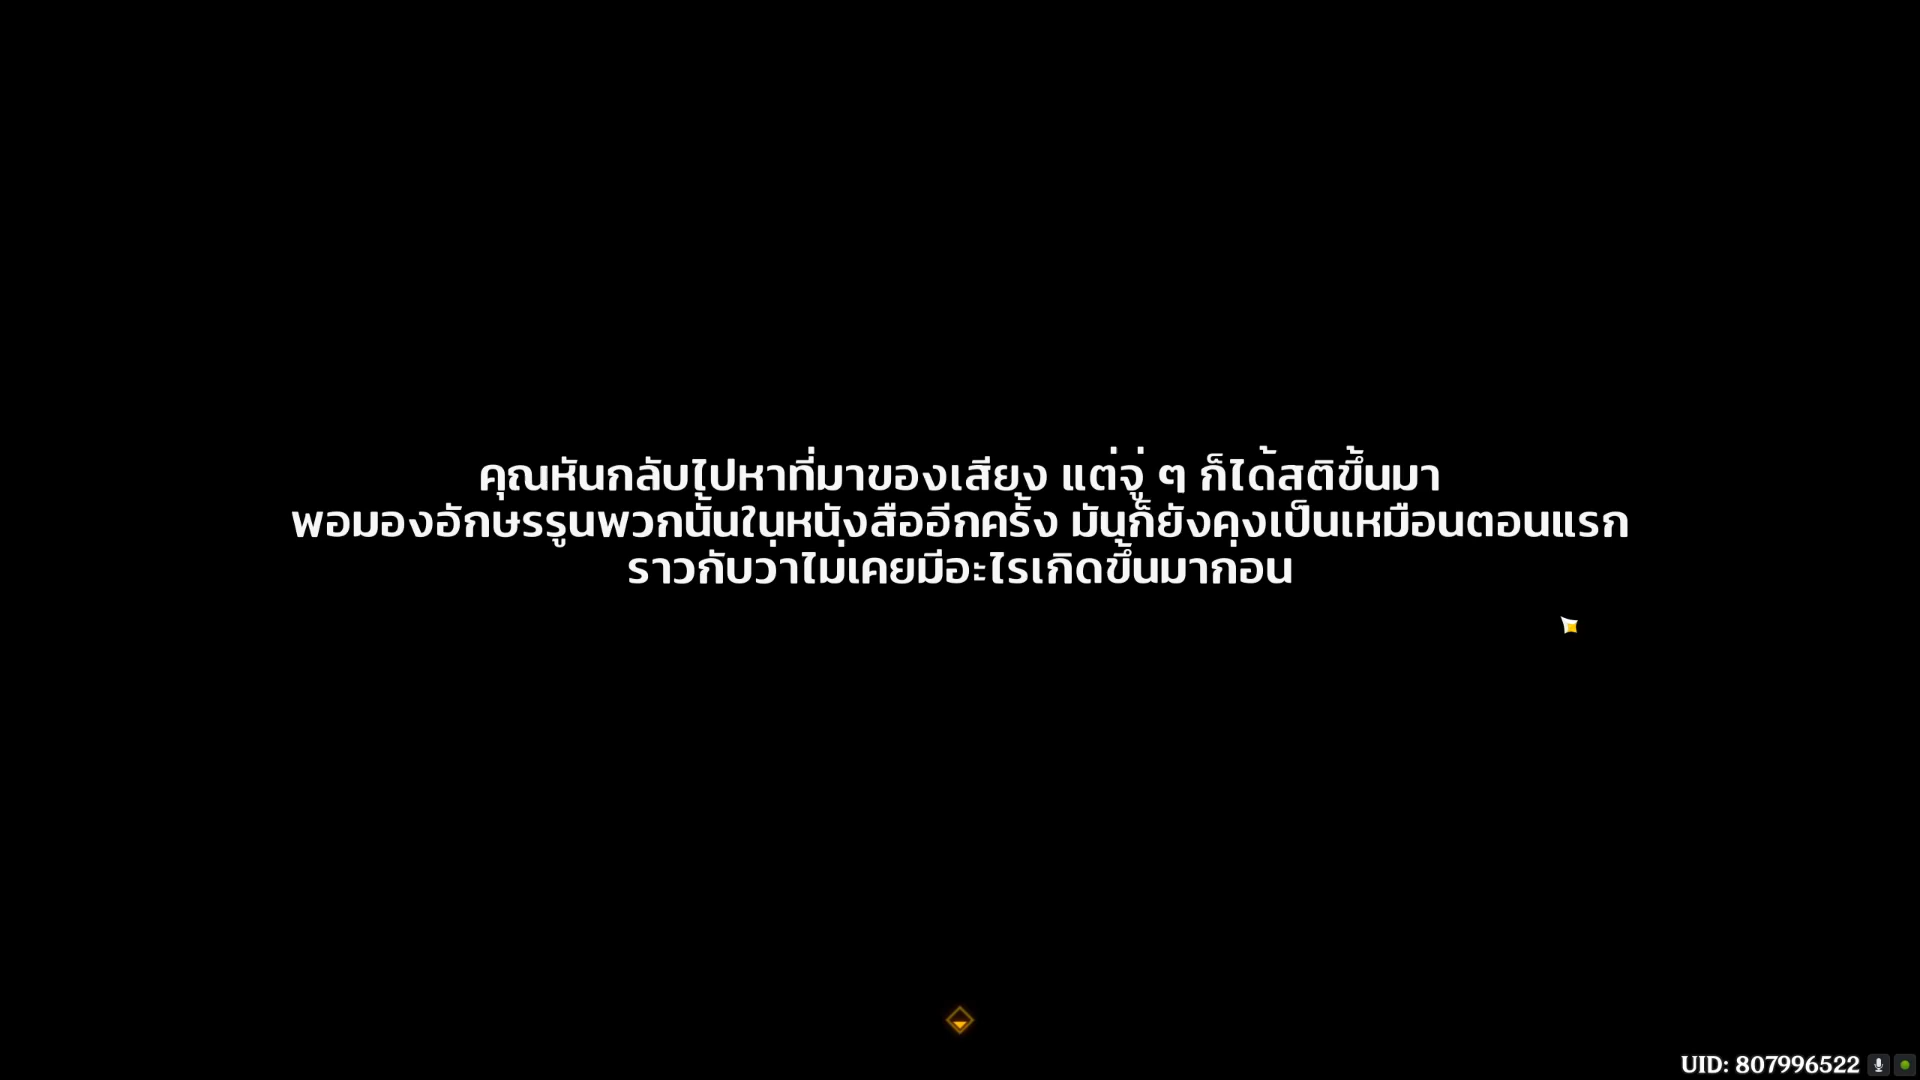 คุณหันกลับไปหาที่มาของเสียง แต่จู่ ๆ ก็ได้สติขึ้นมา
พอมองอักษรรูนพวกนั้นในหนังสืออีกครั้ง มันก็ยังคงเป็นเหมือนตอนแรก
ราวกับว่าไม่เคยมีอะไรเกิดขึ้นมาก่อน
UID: 807996522